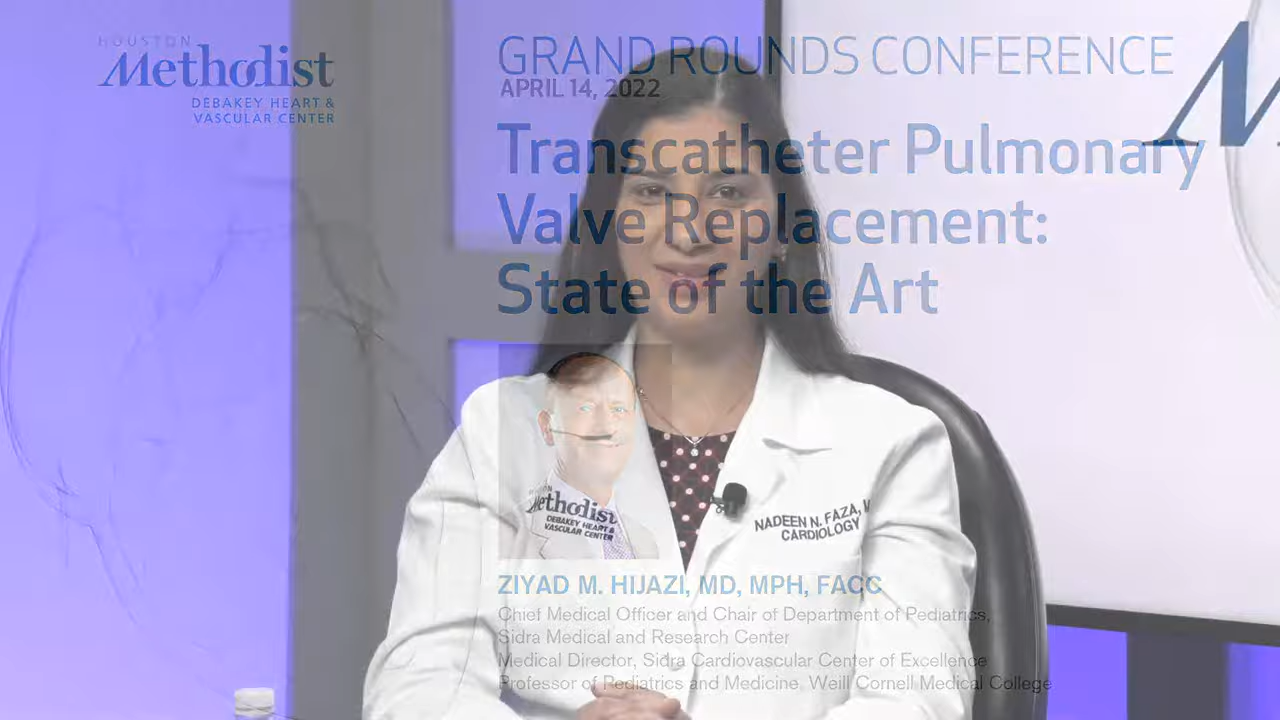 HOUSTON
Methodist
DEBAKEY HEART &
VASCULAR CENTER
GRAND ROUNDS CONFERENCE
APRIL 14, 2022
Transcatheter Pulmonary
Valve Replacement:
State of the Art
M
Methodist
DEBAKEY HEART &
VASCULAR CENTER
NADEEN N. FAZA,
CARDIOLOGY
ZIYAD M. HIJAZI, MD, MPH, FACC
Chief Medical Officer and Chair of Department of Pediatrics,
Sidra Medical and Research Center
Medical Director, Sidra Cardiovascular Center of Excellence
Professor of Pediatrics and Medicine, Weill Cornell Medical College